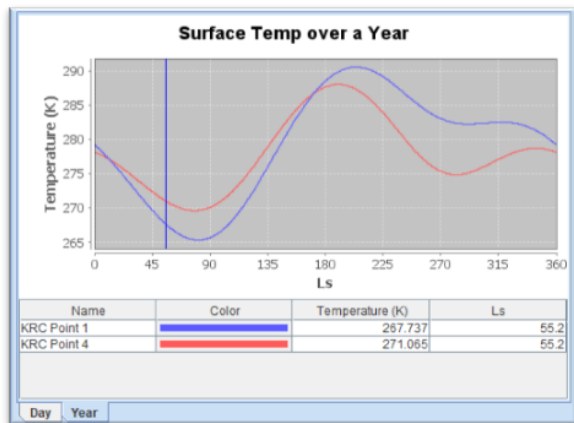 Surface Temp over a Year
Temperature (K)
290
285
280
275
270
265
0 45 90 135 180 225 270 315 360
Ls
Name Color Temperature (K) Ls
KRC Point 1 267.737 55.2
KRC Point 4 271.065 55.2
Day Year